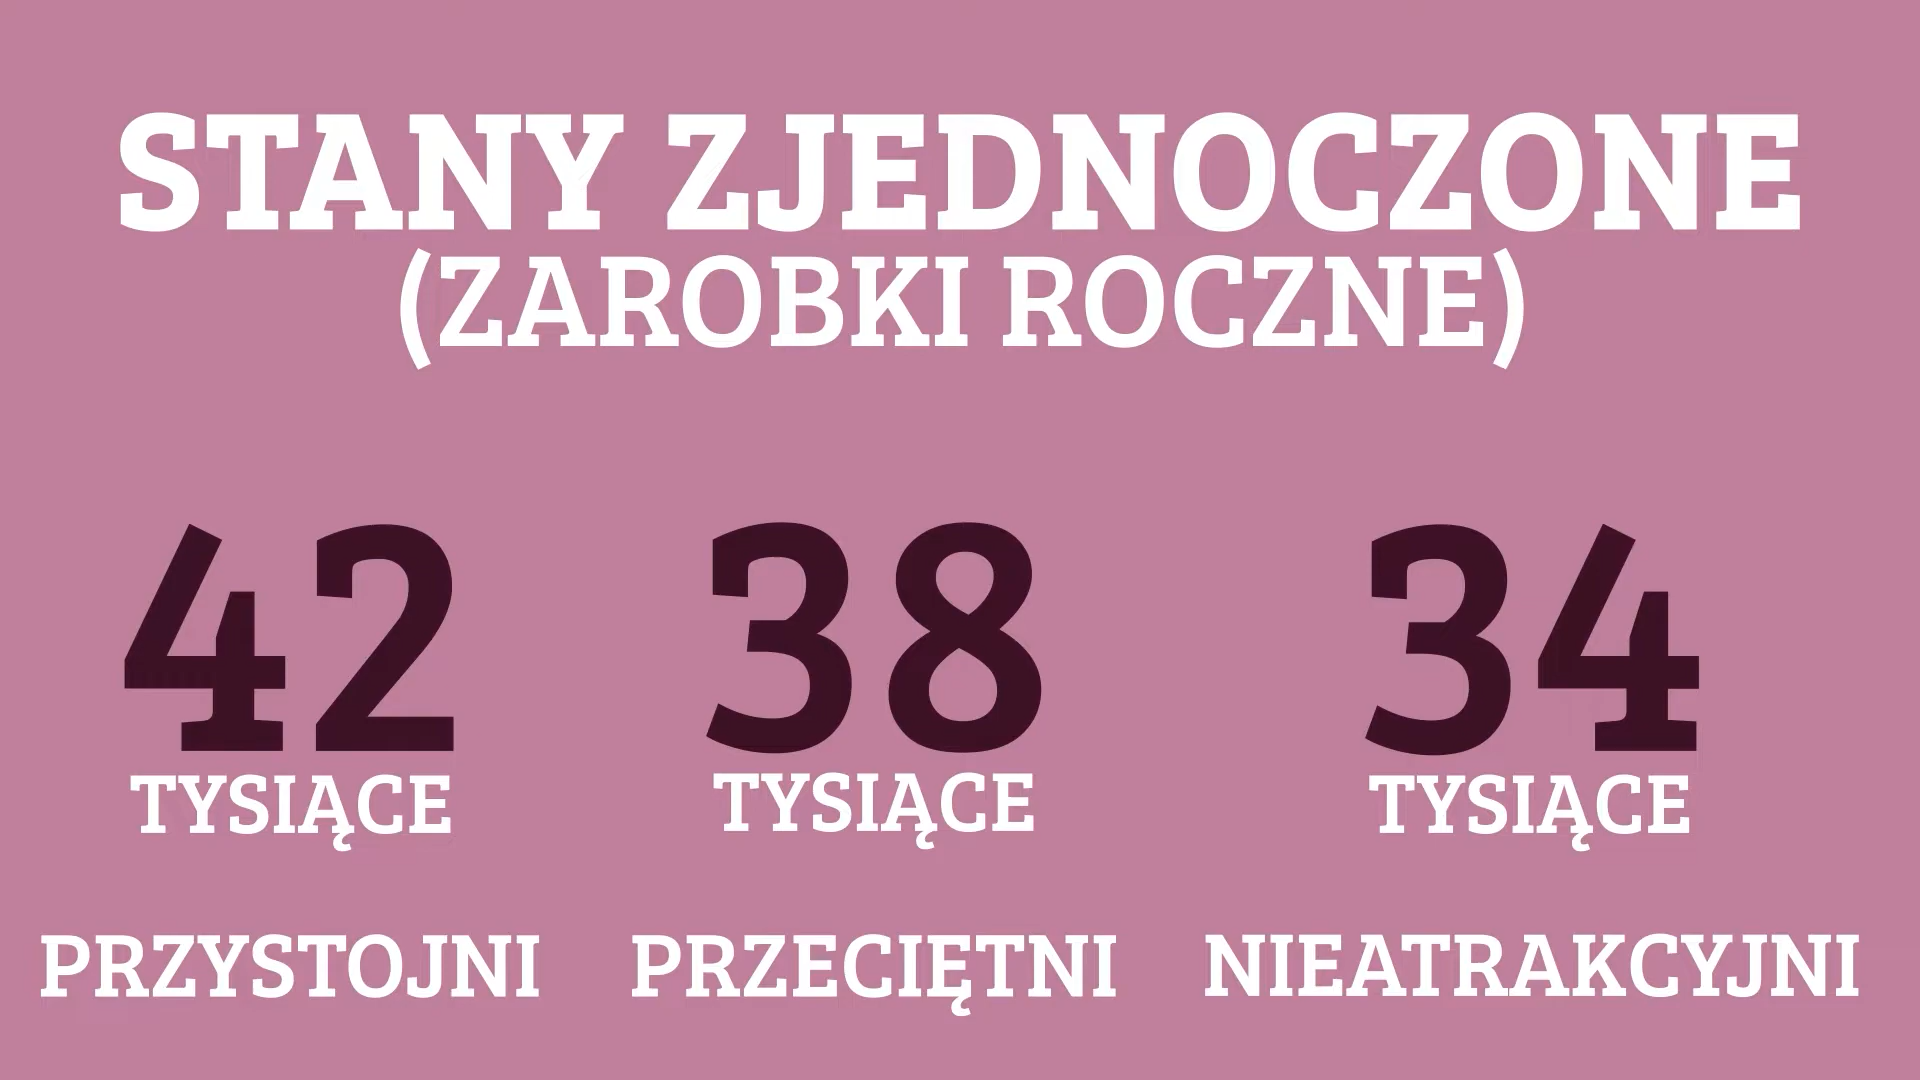 STANY ZJEDNOCZONE
(ZAROBKI ROCZNE)
42 38 34
TYSIĄCE TYSIĄCE TYSIĄCE
PRZYSTOJNI PRZECIĘTNI NIEATRAKCYJNI